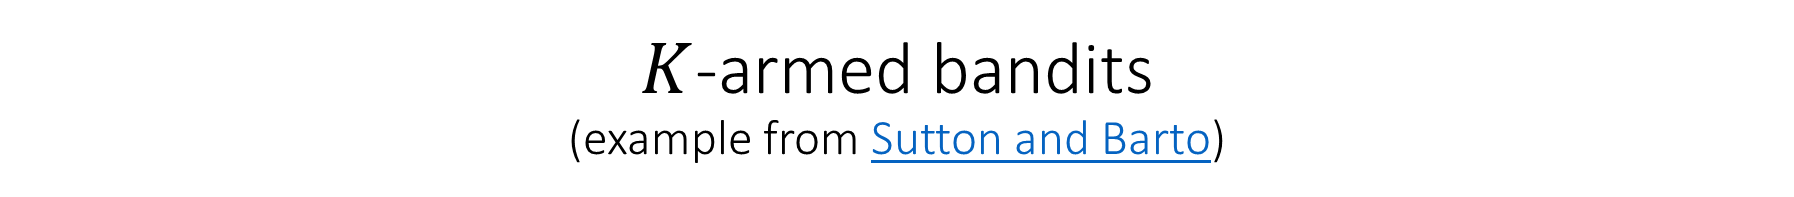 K-armed bandits
(example from Sutton and Barto)